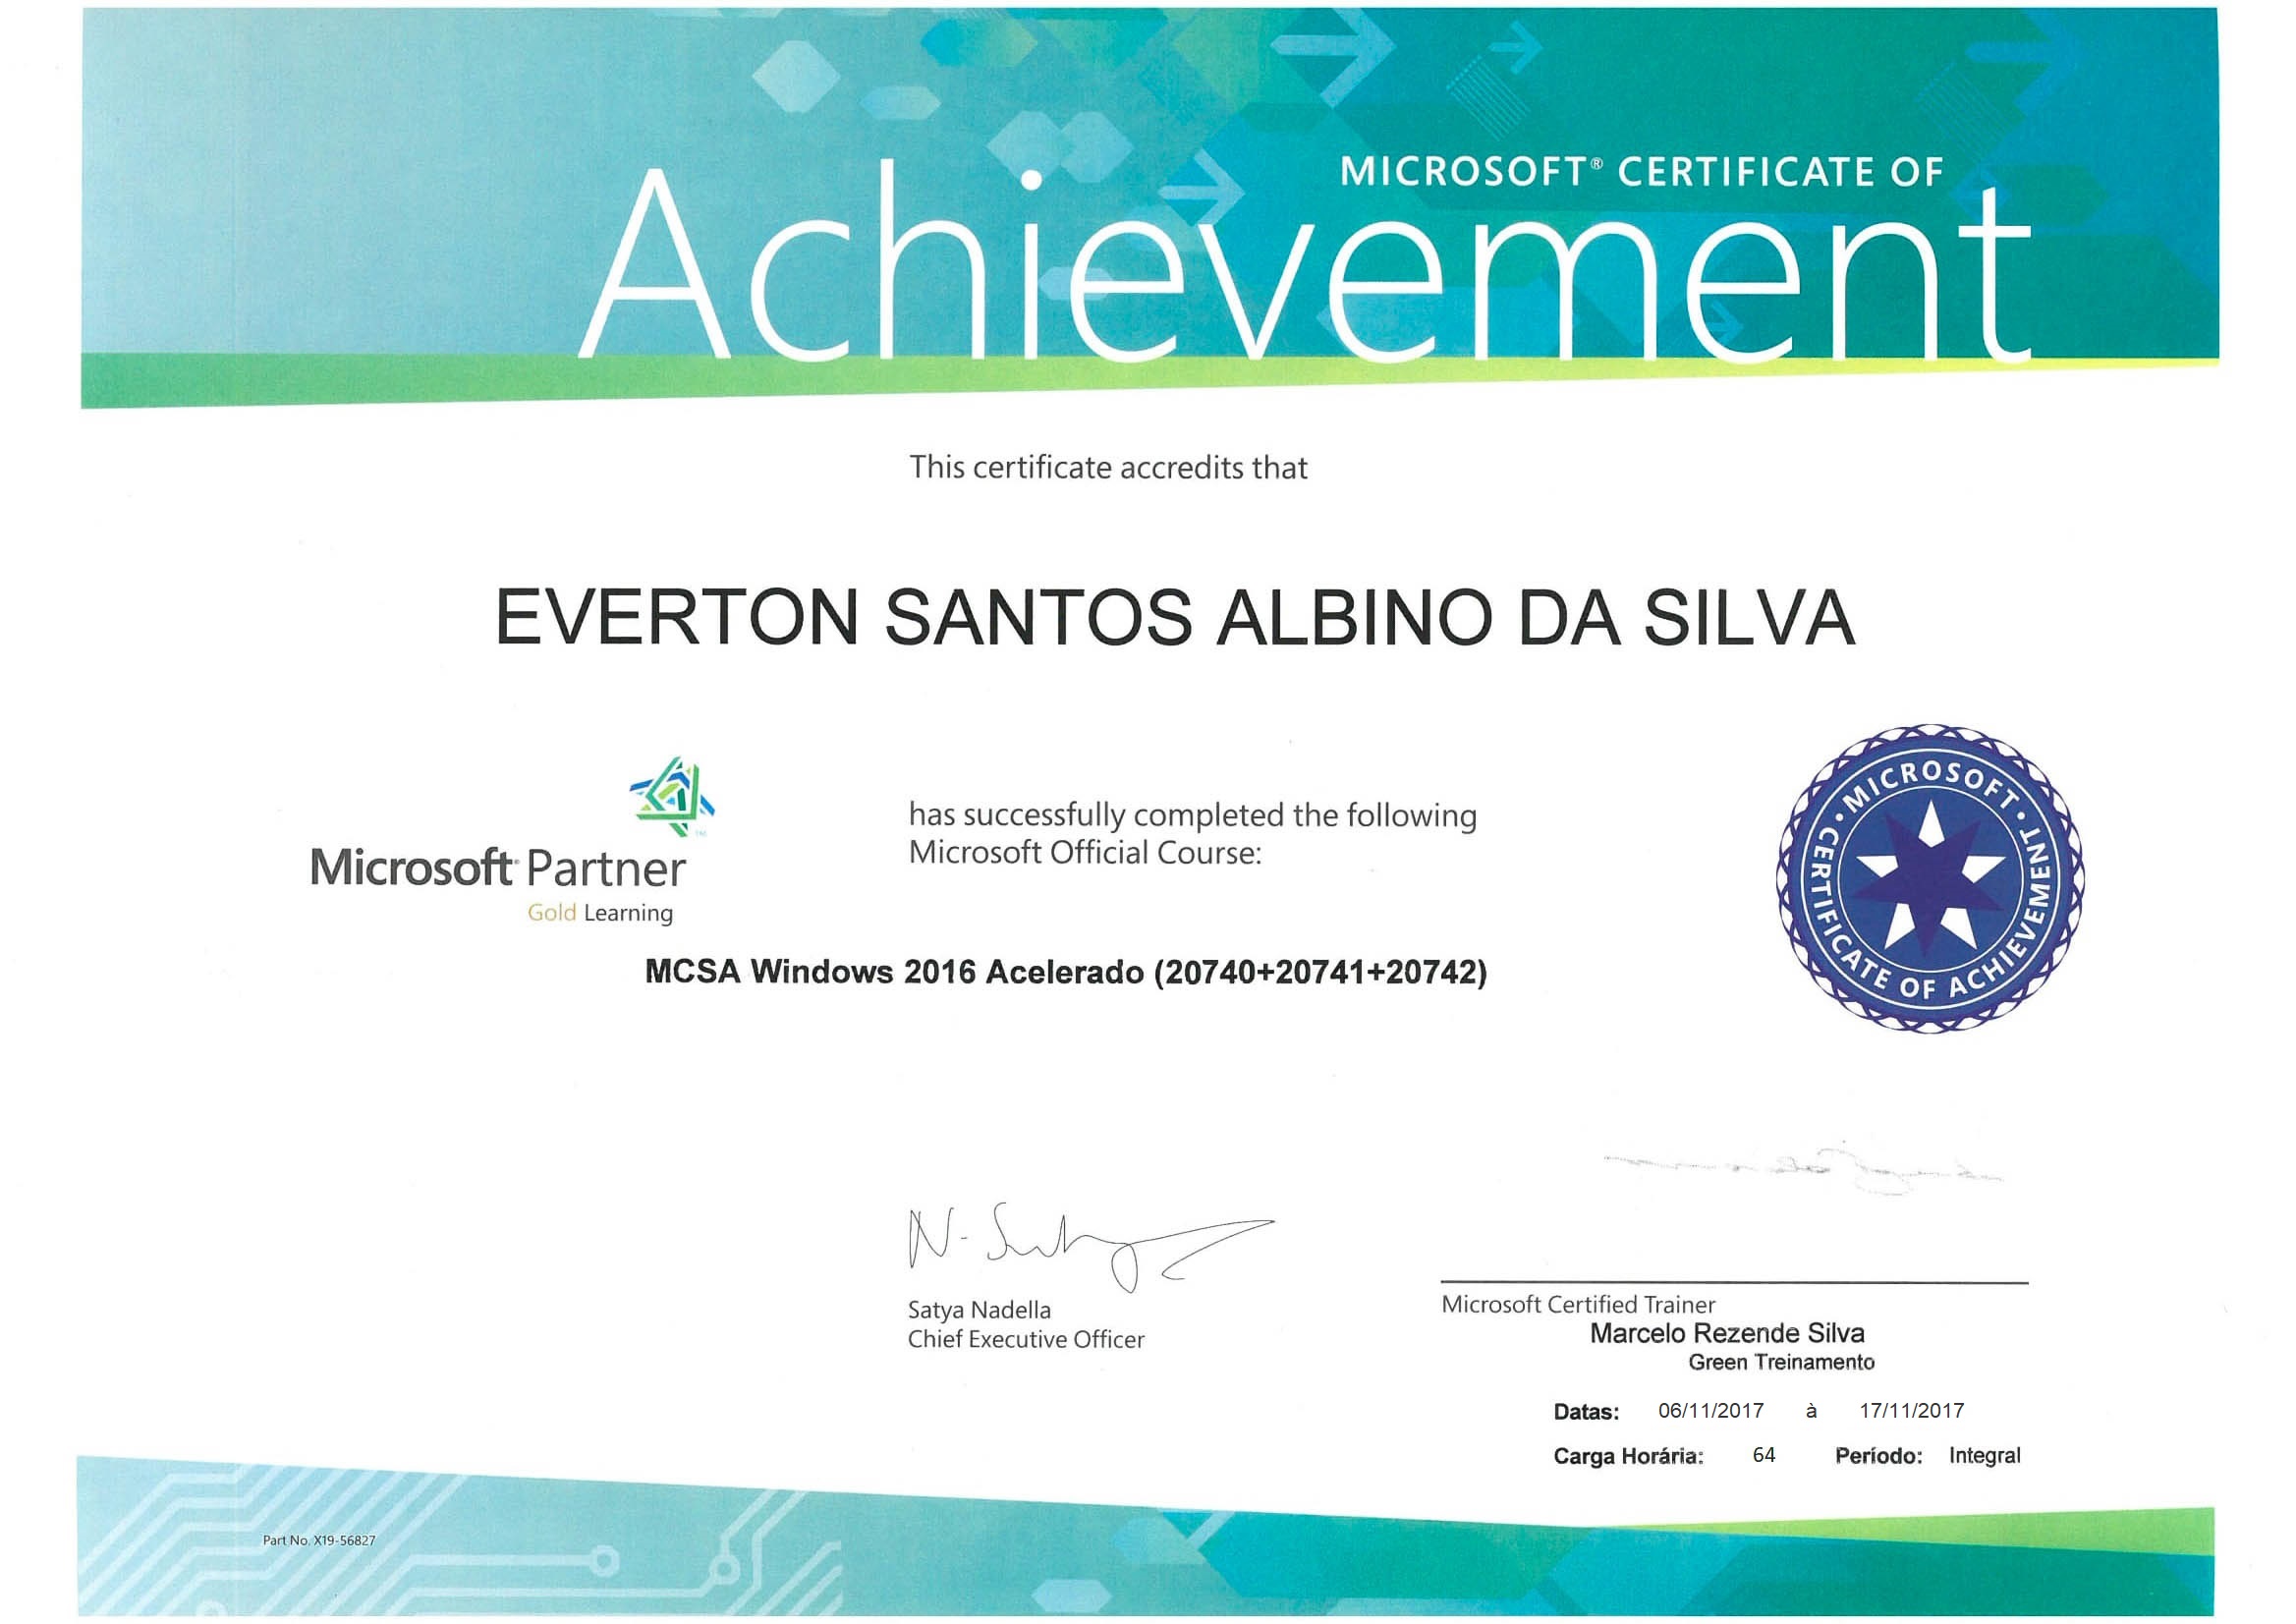 MICROSOFT® CERTIFICATE OF
Achievement
This certificate accredits that
EVERTON SANTOS ALBINO DA SILVA
Microsoft Partner
Gold Learning
has successfully completed the following
Microsoft Official Course:
MICROSOFT • CERTIFICATE OF ACHIEVEMENT •
MCSA Windows 2016 Acelerado (20740+20741+20742)
Satya Nadella
Chief Executive Officer
Microsoft Certified Trainer
Marcelo Rezende Silva
Green Treinamento
Datas: 06/11/2017 à 17/11/2017
Carga Horária: 64 Período: Integral
Part No. X19-56827